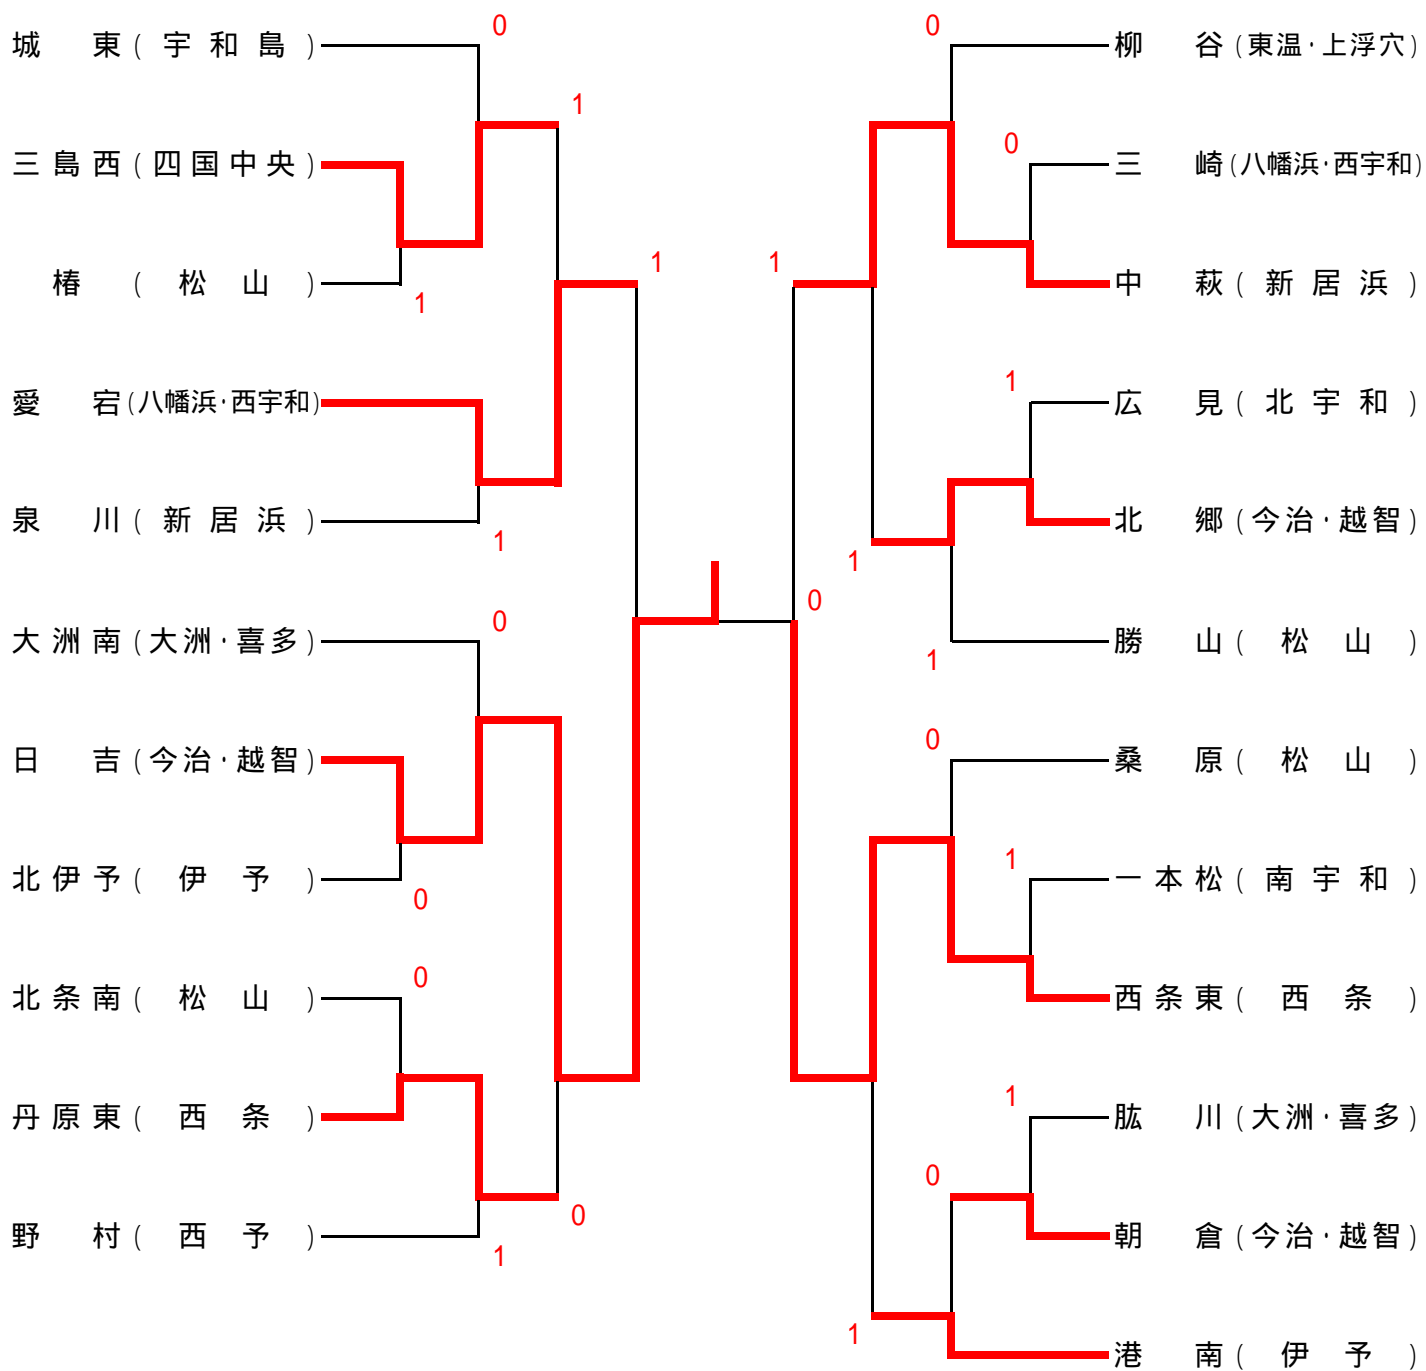 城東(宇和島)
0
1
三島西(四国中央)
椿(松山)
1
1
愛宕(八幡浜・西宇和)
泉川(新居浜)
1
大洲南(大洲・喜多)
0
日吉(今治・越智)
北伊予(伊予)
0
北条南(松山)
0
丹原東(西条)
0
野村(西予)
1
0
柳谷(東温・上浮穴)
0
三崎(八幡浜・西宇和)
1
中萩(新居浜)
1
広見(北宇和)
北郷(今治・越智)
1
0
勝山(松山)
1
0
桑原(松山)
1
一本松(南宇和)
西条東(西条)
1
肱川(大洲・喜多)
0
朝倉(今治・越智)
1
港南(伊予)